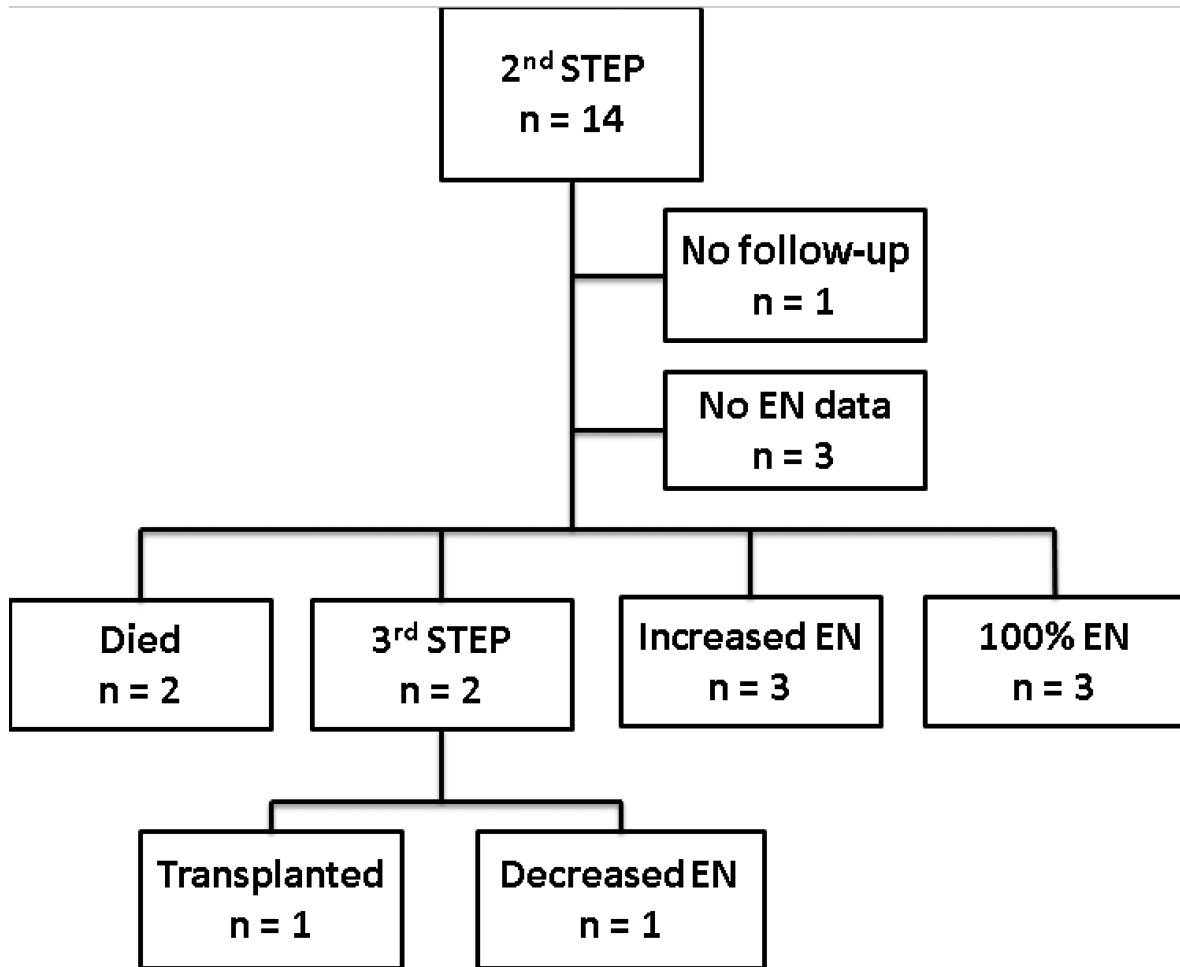 2nd STEP
n = 14
No follow-up
n = 1
No EN data
n = 3
Died
n = 2
3rd STEP
n = 2
Increased EN
n = 3
100% EN
n = 3
Transplanted
n = 1
Decreased EN
n = 1